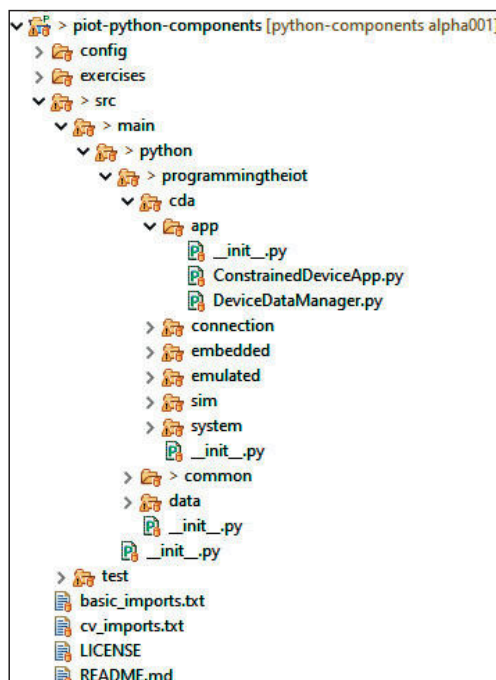 > piot-python-components [python-components alpha001]
> config
> exercises
> src
> main
> python
> programmingtheiot
cda
app
__init__.py
ConstrainedDeviceApp.py
DeviceDataManager.py
> connection
> embedded
> emulated
> sim
> system
__init__.py
> > common
> data
__init__.py
__init__.py
> test
basic_imports.txt
cv_imports.txt
LICENSE
README.md